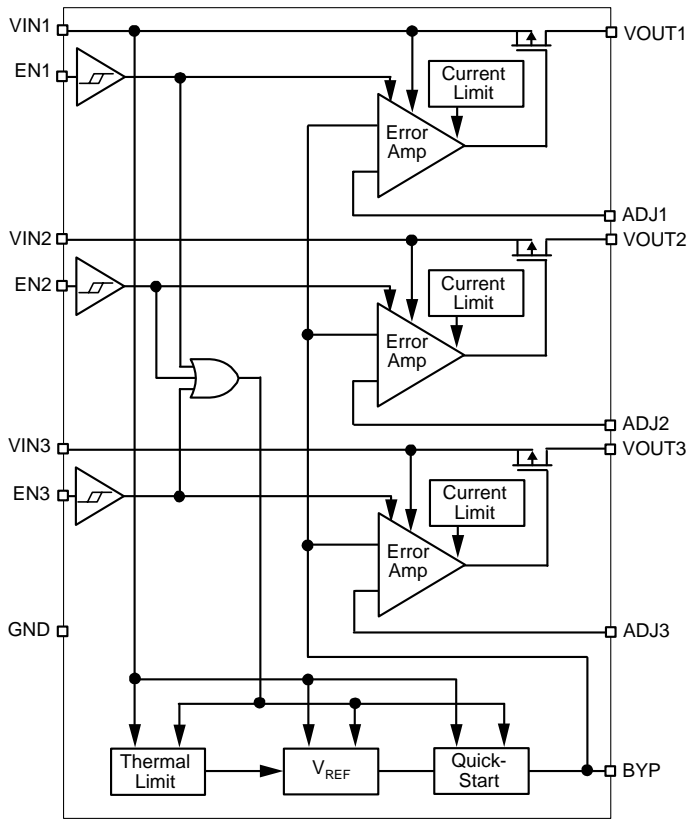 VIN1
VOUT1
EN1
Current
Limit
Error
Amp
ADJ1
VIN2
VOUT2
EN2
Current
Limit
Error
Amp
ADJ2
VIN3
VOUT3
EN3
Current
Limit
Error
Amp
GND
ADJ3
Thermal
Limit
VREF
Quick-
Start
BYP